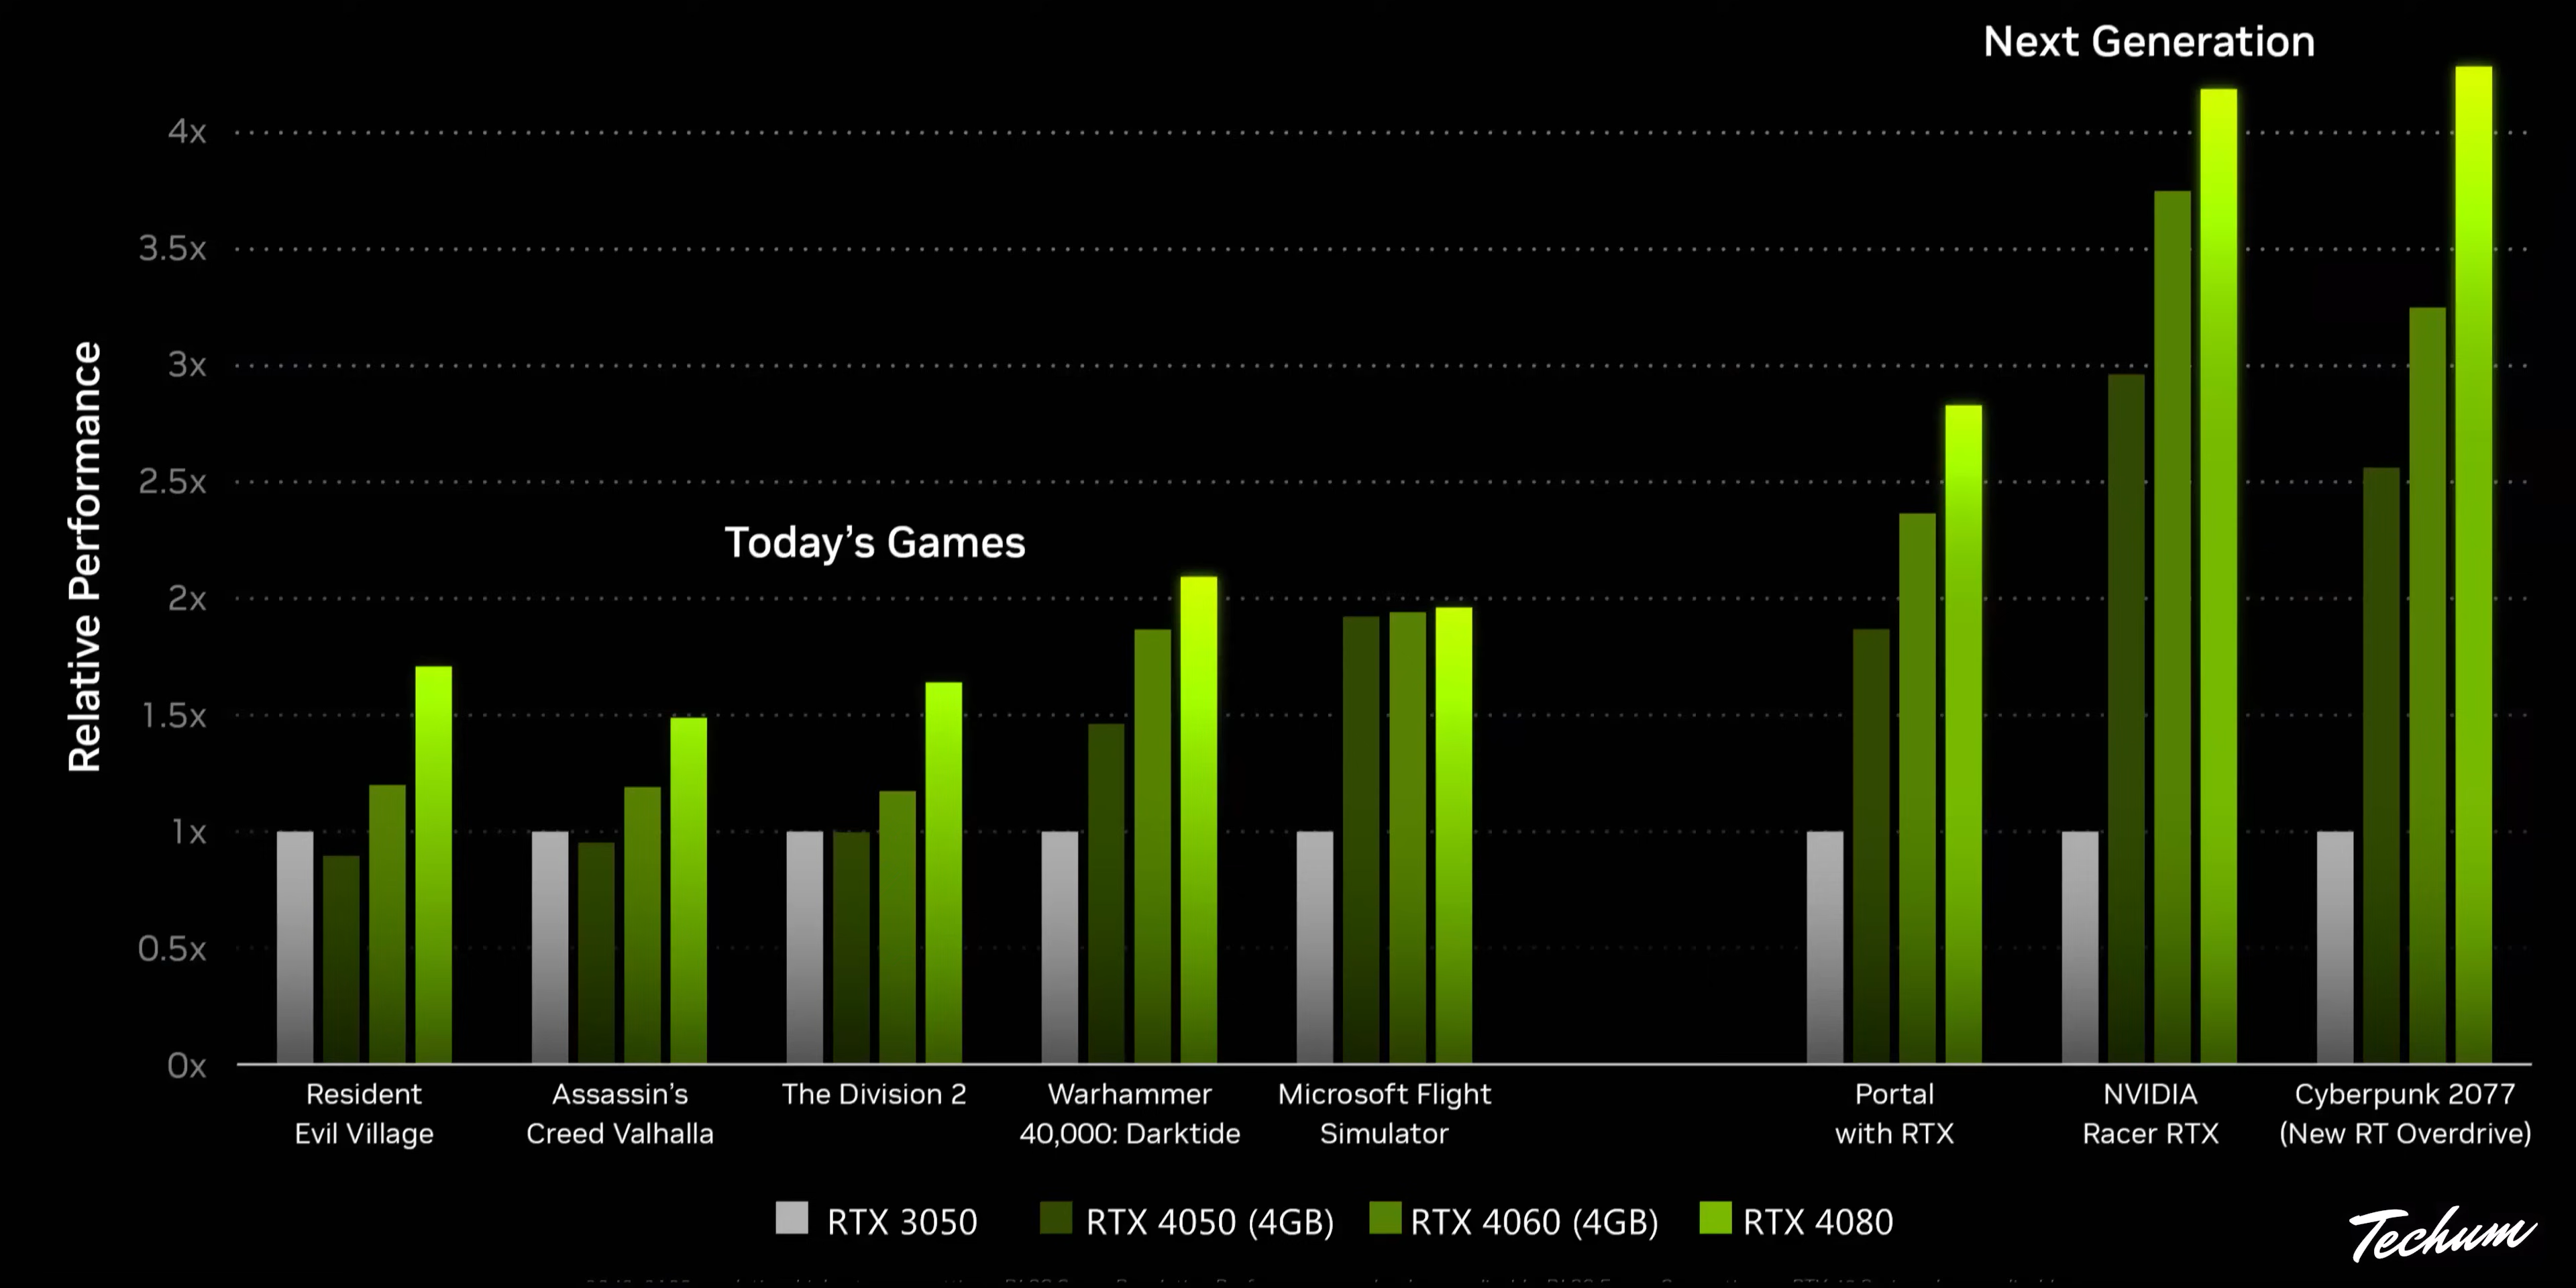 Next Generation
4x
3.5x
3x
2.5x
2x
1.5x
1x
0.5x
0x
Relative Performance
Today's Games
Resident
Evil Village
Assassin's
Creed Valhalla
The Division 2
Warhammer
40,000: Darktide
Microsoft Flight
Simulator
Portal
with RTX
NVIDIA
Racer RTX
Cyberpunk 2077
(New RT Overdrive)
RTX 3050
RTX 4050 (4GB)
RTX 4060 (4GB)
RTX 4080
Techum